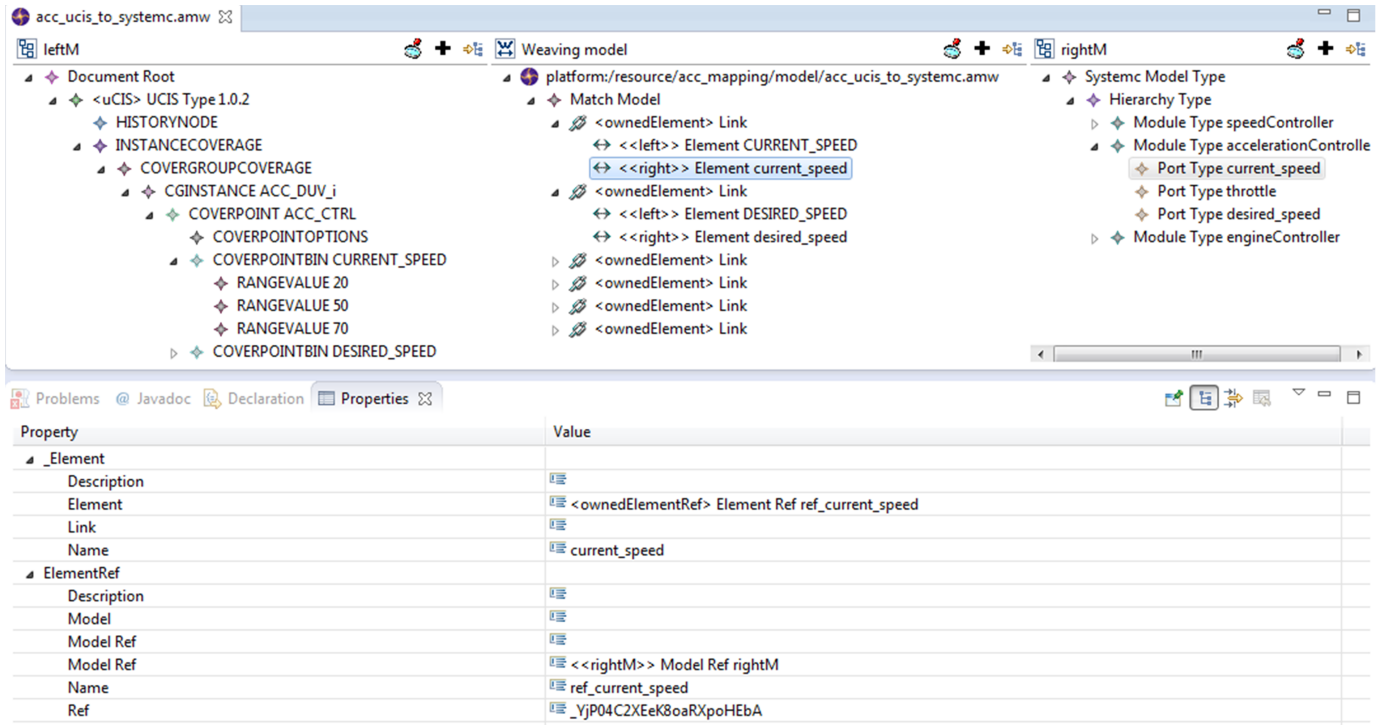 acc_ucis_to_systemc.amw
leftM
Document Root
<uCIS> UCIS Type 1.0.2
HISTORYNODE
INSTANCECOVERAGE
COVERGROUPCOVERAGE
CGINSTANCE ACC_DUV_i
COVERPOINT ACC_CTRL
COVERPOINTOPTIONS
COVERPOINTBIN CURRENT_SPEED
RANGEVALUE 20
RANGEVALUE 50
RANGEVALUE 70
COVERPOINTBIN DESIRED_SPEED
Weaving model
platform:/resource/acc_mapping/model/acc_ucis_to_systemc.amw
Match Model
<ownedElement> Link
<<left>> Element CURRENT_SPEED
<<right>> Element current_speed
<ownedElement> Link
<<left>> Element DESIRED_SPEED
<<right>> Element desired_speed
<ownedElement> Link
<ownedElement> Link
<ownedElement> Link
<ownedElement> Link
rightM
Systemc Model Type
Hierarchy Type
Module Type speedController
Module Type accelerationControlle
Port Type current_speed
Port Type throttle
Port Type desired_speed
Module Type engineController
Problems @ Javadoc Declaration Properties
Property Value
_Element
Description
Element <ownedElementRef> Element Ref ref_current_speed
Link
Name current_speed
ElementRef
Description
Model
Model Ref
Model Ref <<rightM>> Model Ref rightM
Name ref_current_speed
Ref _YjP04C2XEeK8oaRXpoHEbA